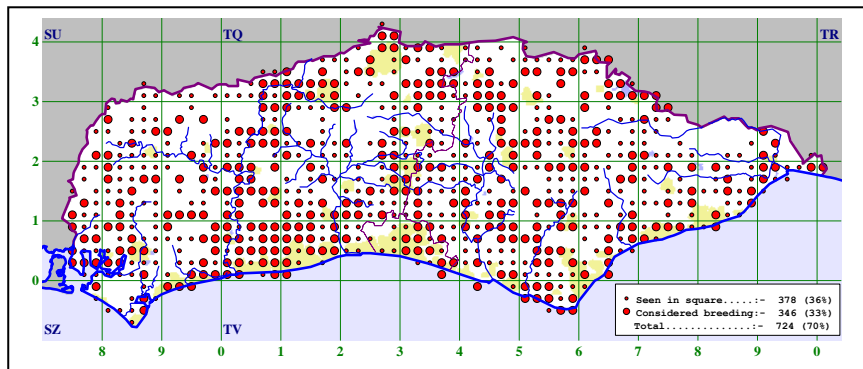 SU TQ TR
4
3
2
1
0
SZ TV
Seen in square.....:- 378 (36%)
Considered breeding:- 346 (33%)
Total..............:- 724 (70%)
8 9 0 1 2 3 4 5 6 7 8 9 0